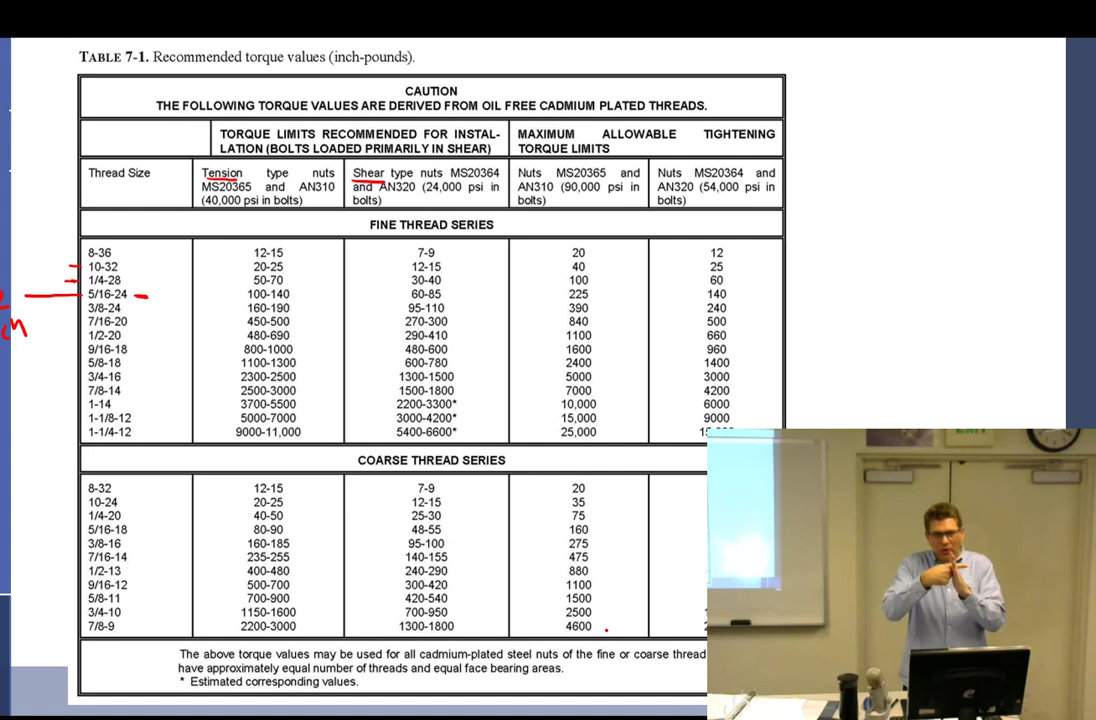 TABLE 7-1. Recommended torque values (inch-pounds).
CAUTION
THE FOLLOWING TORQUE VALUES ARE DERIVED FROM OIL FREE CADMIUM PLATED THREADS.
TORQUE LIMITS RECOMMENDED FOR INSTAL-
LATION (BOLTS LOADED PRIMARILY IN SHEAR)
MAXIMUM ALLOWABLE TIGHTENING
TORQUE LIMITS
Thread Size
Tension type nuts
MS20365 and AN310
(40,000 psi in bolts)
Shear type nuts MS20364
and AN320 (24,000 psi in
bolts)
Nuts MS20365 and
AN310 (90,000 psi in
bolts)
Nuts MS20364 and
AN320 (54,000 psi in
bolts)
FINE THREAD SERIES
8-36 12-15 7-9 20 12
10-32 20-25 12-15 40 25
1/4-28 50-70 30-40 100 60
5/16-24 100-140 60-85 225 140
3/8-24 160-190 95-110 390 240
7/16-20 450-500 270-300 840 500
1/2-20 480-690 290-410 1100 660
9/16-18 800-1000 480-600 1600 960
5/8-18 1100-1300 600-780 2400 1400
3/4-16 2300-2500 1300-1500 5000 3000
7/8-14 2500-3000 1500-1800 7000 4200
1-14 3700-5500 2200-3300* 10,000 6000
1-1/8-12 5000-7000 3000-4200* 15,000 9000
1-1/4-12 9000-11,000 5400-6600* 25,000
COARSE THREAD SERIES
8-32 12-15 7-9 20
10-24 20-25 12-15 35
1/4-20 40-50 25-30 75
5/16-18 80-90 48-55 160
3/8-16 160-185 95-100 275
7/16-14 235-255 140-155 475
1/2-13 400-480 240-290 880
9/16-12 500-700 300-420 1100
5/8-11 700-900 420-540 1500
3/4-10 1150-1600 700-950 2500
7/8-9 2200-3000 1300-1800 4600
The above torque values may be used for all cadmium-plated steel nuts of the fine or coarse thread
have approximately equal number of threads and equal face bearing areas.
* Estimated corresponding values.